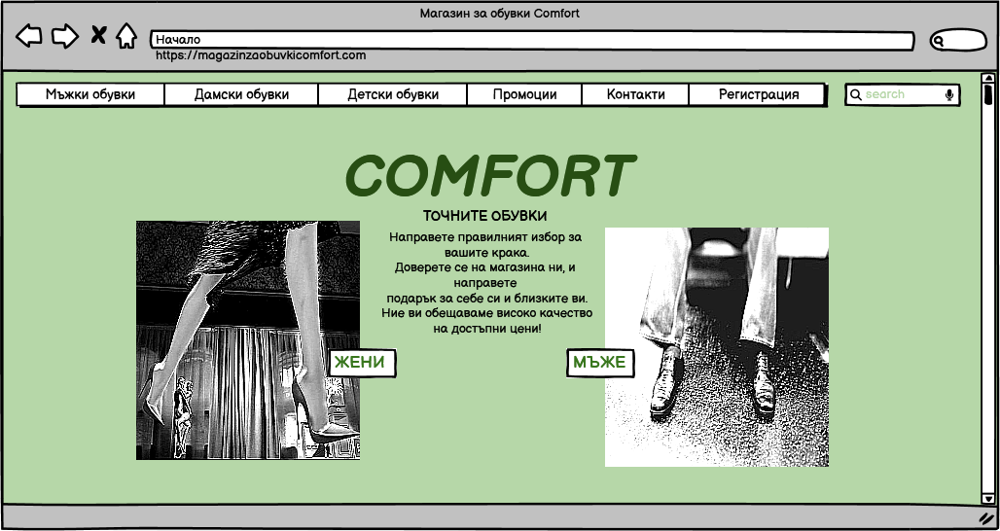 Магазин за обувки Comfort
Начало
https://magazinzaobuvkicomfort.com
Мъжки обувки
Дамски обувки
Детски обувки
Промоции
Контакти
Регистрация
search
COMFORT
ТОЧНИТЕ ОБУВКИ
Направете правилният избор за
вашите крака.
Доверете се на магазина ни, и
направете
подарък за себе си и близките ви.
Ние ви обещаваме високо качество
на достъпни цени!
ЖЕНИ
МЪЖЕ